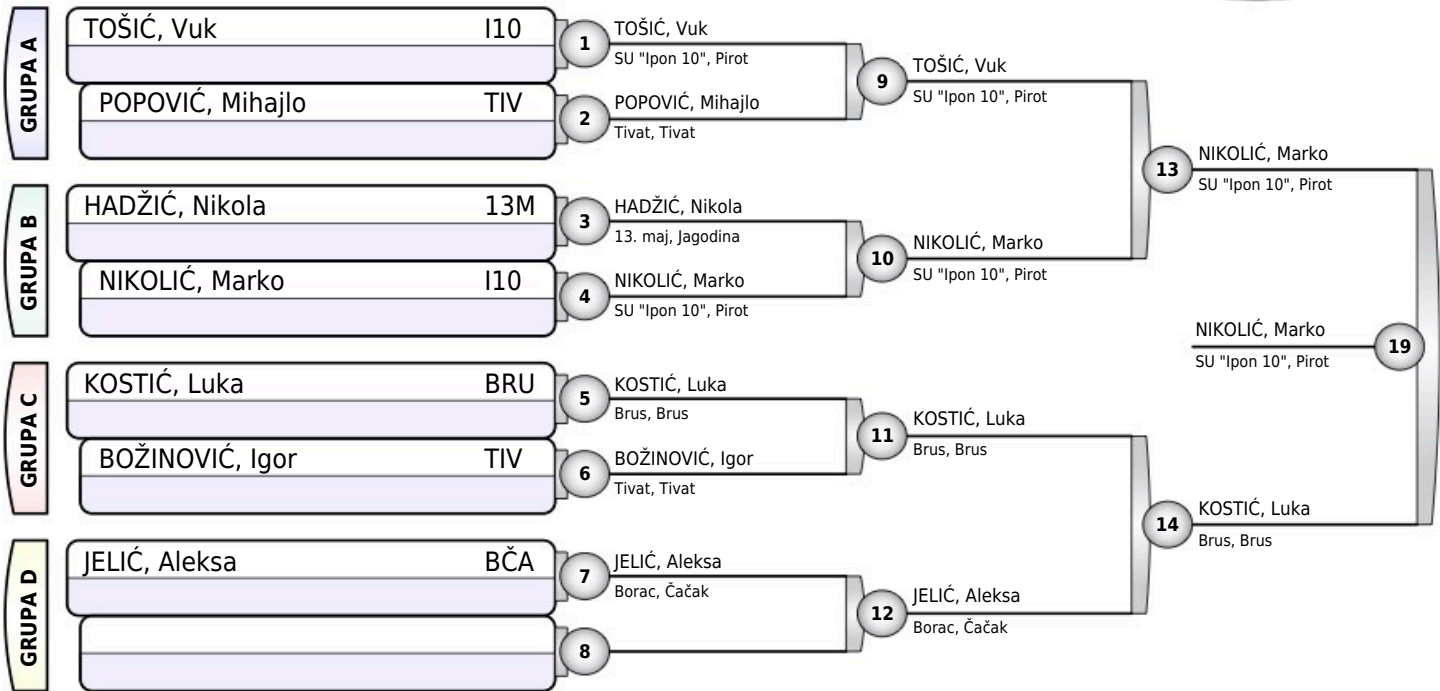 GRUPA A
TOŠIĆ, Vuk I10
POPOVIĆ, Mihajlo TIV
1
TOŠIĆ, Vuk
SU "Ipon 10", Pirot
2
POPOVIĆ, Mihajlo
Tivat, Tivat
9
TOŠIĆ, Vuk
SU "Ipon 10", Pirot
GRUPA B
HADŽIĆ, Nikola 13M
NIKOLIĆ, Marko I10
3
HADŽIĆ, Nikola
13. maj, Jagodina
4
NIKOLIĆ, Marko
SU "Ipon 10", Pirot
10
NIKOLIĆ, Marko
SU "Ipon 10", Pirot
13
NIKOLIĆ, Marko
SU "Ipon 10", Pirot
GRUPA C
KOSTIĆ, Luka BRU
BOŽINOVIĆ, Igor TIV
5
KOSTIĆ, Luka
Brus, Brus
6
BOŽINOVIĆ, Igor
Tivat, Tivat
11
KOSTIĆ, Luka
Brus, Brus
GRUPA D
JELIĆ, Aleksa BČA
7
JELIĆ, Aleksa
Borac, Čačak
8
12
JELIĆ, Aleksa
Borac, Čačak
14
KOSTIĆ, Luka
Brus, Brus
NIKOLIĆ, Marko
SU "Ipon 10", Pirot
19